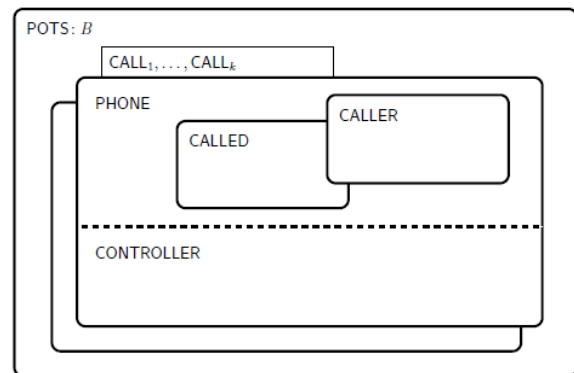 POTS: B
CALL₁, . . . , CALLₖ
PHONE
CALLER
CALLED
CONTROLLER